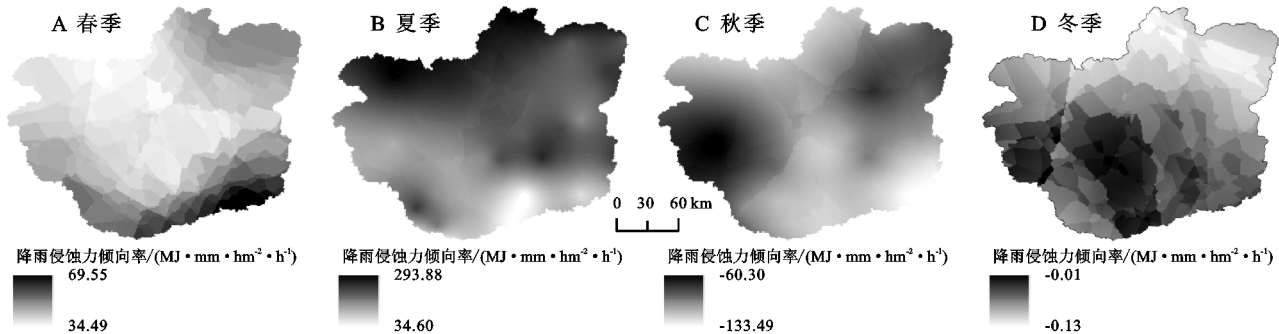 A 春季
B 夏季
C 秋季
D 冬季
0 30 60 km
降雨侵蚀力倾向率/(MJ·mm·hm⁻²·h⁻¹)
69.55
34.49
降雨侵蚀力倾向率/(MJ·mm·hm⁻²·h⁻¹)
293.88
34.60
降雨侵蚀力倾向率/(MJ·mm·hm⁻²·h⁻¹)
-60.30
-133.49
降雨侵蚀力倾向率/(MJ·mm·hm⁻²·h⁻¹)
-0.01
-0.13